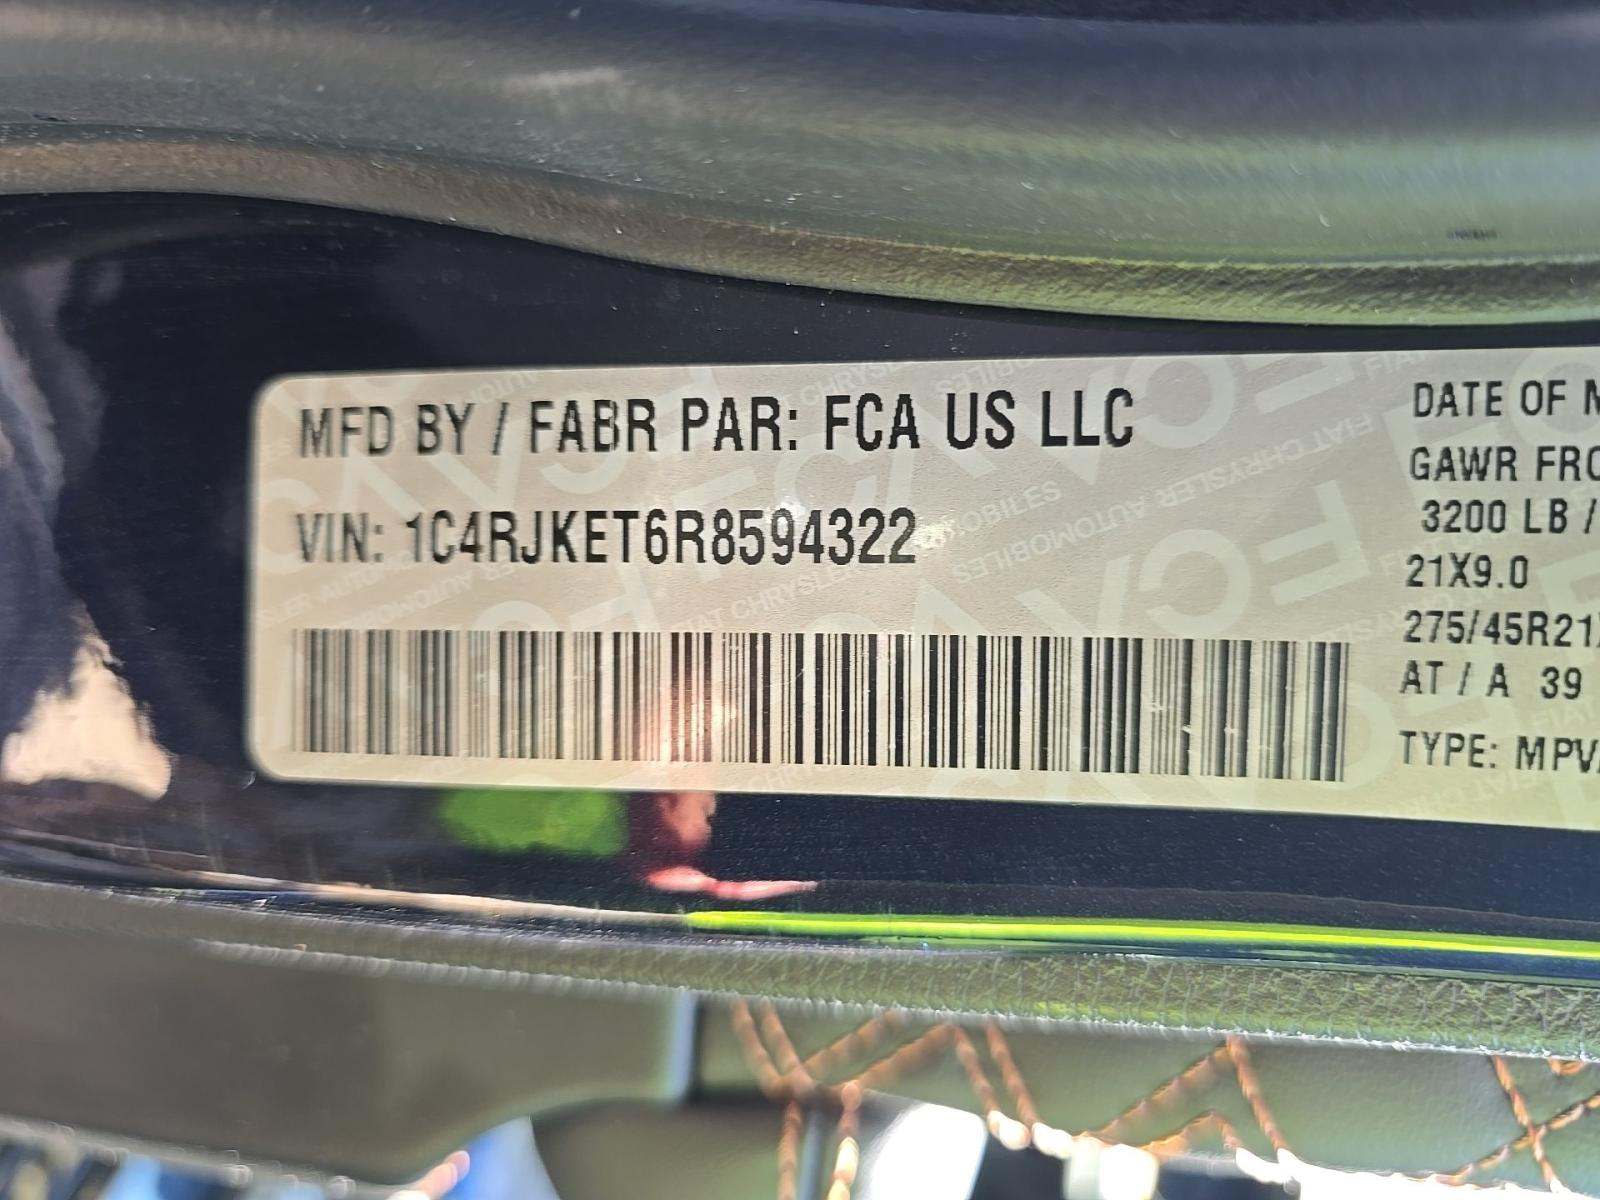 MFD BY / FABR PAR: FCA US LLC
VIN: 1C4RJKET6R8594322
DATE OF M
GAWR FRO
3200 LB /
21X9.0
275/45R21
AT / A 39
TYPE: MPV